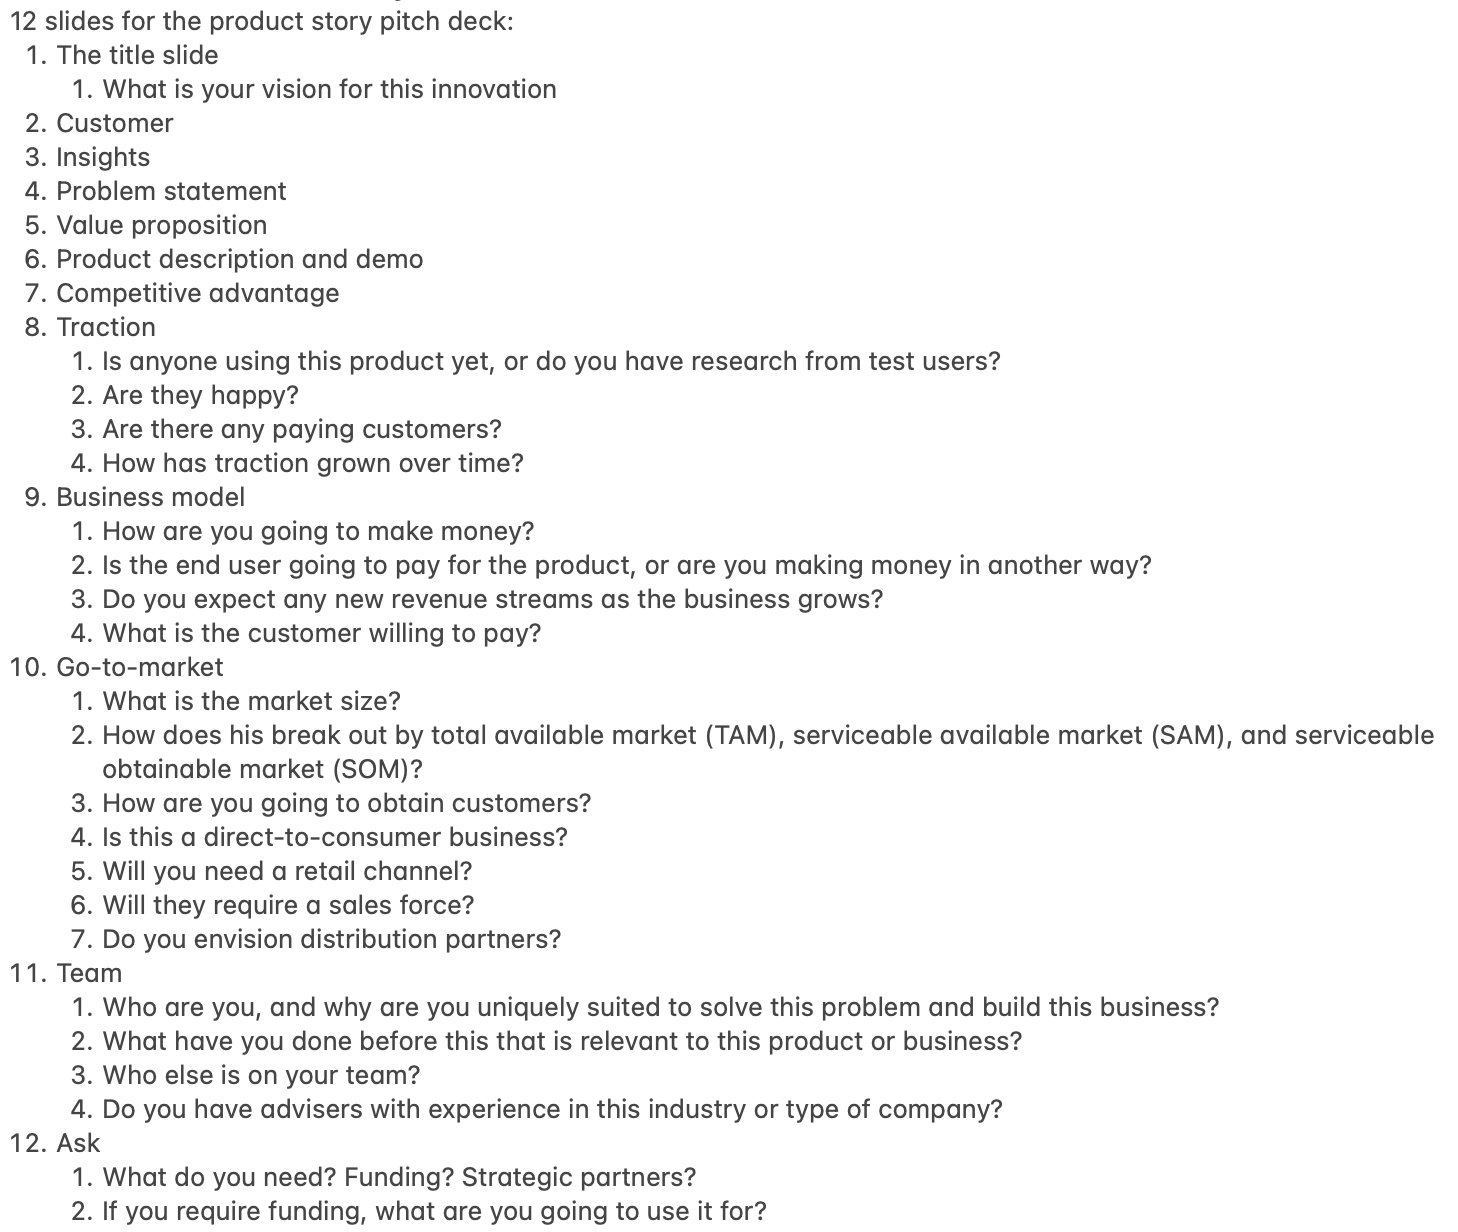 12 slides for the product story pitch deck:
1. The title slide
1. What is your vision for this innovation
2. Customer
3. Insights
4. Problem statement
5. Value proposition
6. Product description and demo
7. Competitive advantage
8. Traction
1. Is anyone using this product yet, or do you have research from test users?
2. Are they happy?
3. Are there any paying customers?
4. How has traction grown over time?
9. Business model
1. How are you going to make money?
2. Is the end user going to pay for the product, or are you making money in another way?
3. Do you expect any new revenue streams as the business grows?
4. What is the customer willing to pay?
10. Go-to-market
1. What is the market size?
2. How does his break out by total available market (TAM), serviceable available market (SAM), and serviceable
obtainable market (SOM)?
3. How are you going to obtain customers?
4. Is this a direct-to-consumer business?
5. Will you need a retail channel?
6. Will they require a sales force?
7. Do you envision distribution partners?
11. Team
1. Who are you, and why are you uniquely suited to solve this problem and build this business?
2. What have you done before this that is relevant to this product or business?
3. Who else is on your team?
4. Do you have advisers with experience in this industry or type of company?
12. Ask
1. What do you need? Funding? Strategic partners?
2. If you require funding, what are you going to use it for?